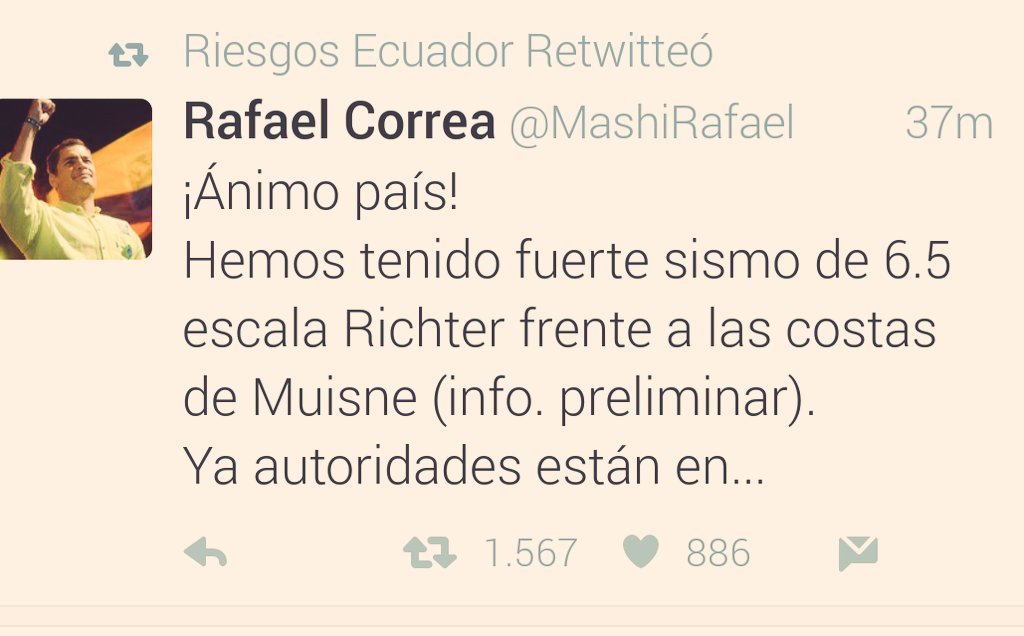 Riesgos Ecuador Retwitteó
Rafael Correa @MashiRafael 37m
¡Ánimo país!
Hemos tenido fuerte sismo de 6.5
escala Richter frente a las costas
de Muisne (info. preliminar).
Ya autoridades están en...
1.567 886